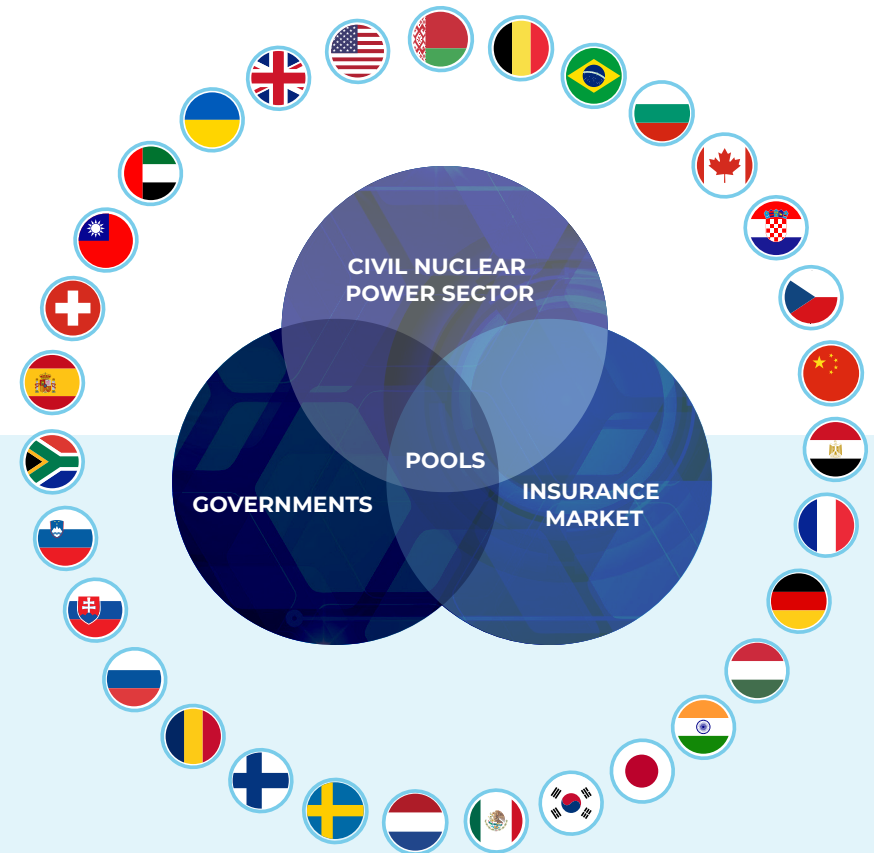 CIVIL NUCLEAR
POWER SECTOR
POOLS
GOVERNMENTS
INSURANCE
MARKET